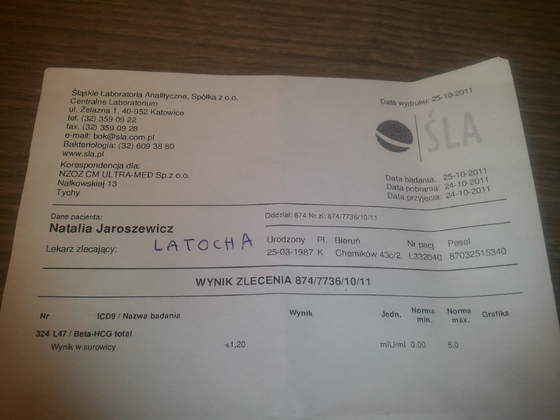 Śląskie Laboratoria Analityczne, Spółka z o.o.
Centralne Laboratorium
ul. Żelazna 1, 40-952 Katowice
tel. (32) 359 09 22
fax. (32) 359 09 28
e-mail: bok@sla.com.pl
Bakteriologia: (32) 609 38 80
www.sla.pl
Korespondencja dla:
NZOZ CM ULTRA-MED Sp.z o.o.
Nałkowskiej 13
Tychy
Data wydruku: 25-10-2011
ŚLA
Data badania: 25-10-2011
Data pobrania: 24-10-2011
Data przyjęcia: 24-10-2011
Dane pacjenta:
Oddział: 874 Nr zl: 874/7736/10/11
Natalia Jaroszewicz
Lekarz zlecający: LATOCHA
Urodzony Pł. Bieruń Nr pacj Pesel
25-03-1987 K Chemików 43c/2 L232640 87032515340
WYNIK ZLECENIA 874/7736/10/11
Nr ICD9 / Nazwa badania Wynik Jedn. Norma min. Norma max. Grafika
324 L47 / Beta-HCG total
Wynik w surowicy ≤1,20 mIU/ml 0.00 5.0